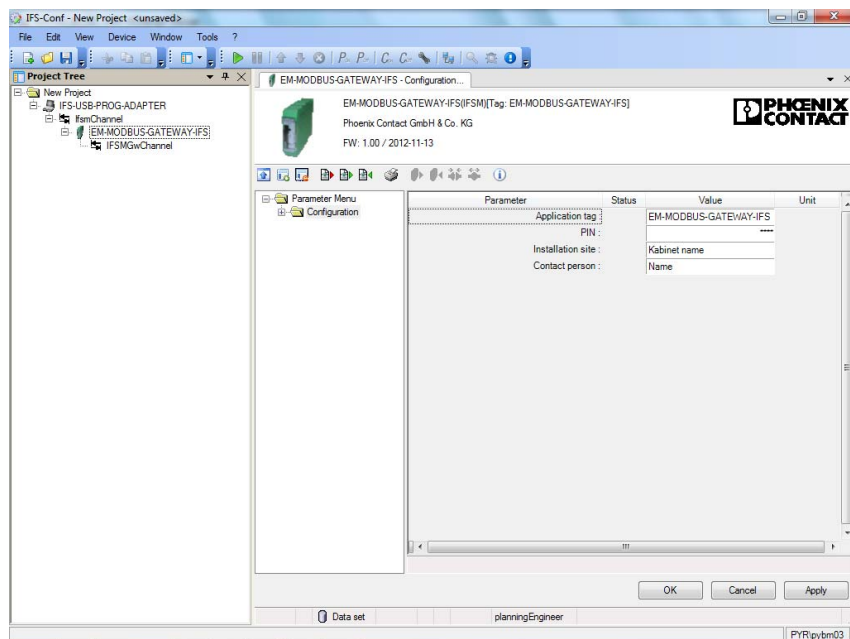 IFS-Conf - New Project <unsaved>
File Edit View Device Window Tools ?
Project Tree
New Project
IFS-USB-PROG-ADAPTER
IfsmChannel
EM-MODBUS-GATEWAY-IFS
IFSMGwChannel
EM-MODBUS-GATEWAY-IFS - Configuration...
EM-MODBUS-GATEWAY-IFS(IFSM)[Tag: EM-MODBUS-GATEWAY-IFS]
Phoenix Contact GmbH & Co. KG
FW: 1.00 / 2012-11-13
PHŒNIX
CONTACT
Parameter Menu
Configuration
Parameter Status Value Unit
Application tag : EM-MODBUS-GATEWAY-IFS
PIN : ****
Installation site : Kabinet name
Contact person : Name
OK Cancel Apply
Data set planningEngineer
PYR\pybm03